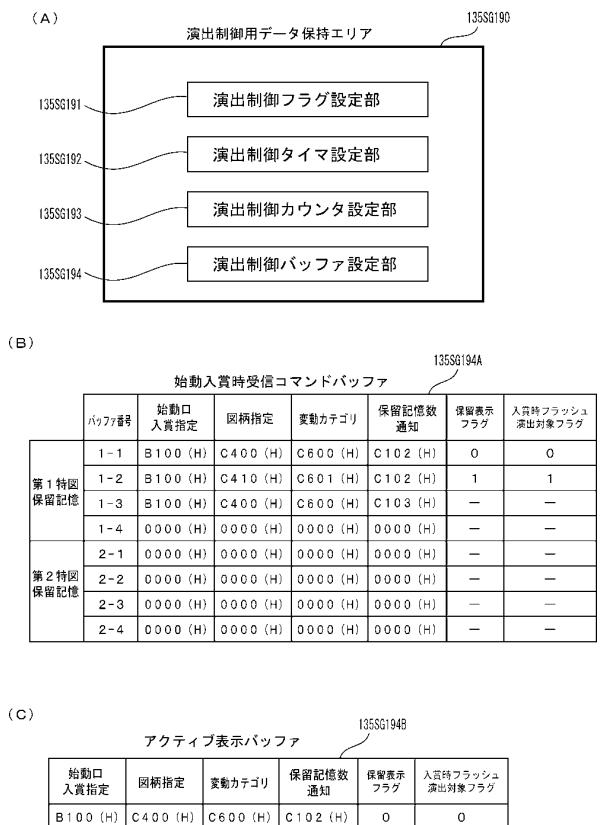 (A)
135SG190
演出制御用データ保持エリア
135SG191
演出制御フラグ設定部
135SG192
演出制御タイマ設定部
135SG193
演出制御カウンタ設定部
135SG194
演出制御バッファ設定部
(B)
135SG194A
始動入賞時受信コマンドバッファ
バッファ番号 始動口入賞指定 図柄指定 変動カテゴリ 保留記憶数通知 保留表示フラグ 入賞時フラッシュ演出対象フラグ
第1特図保留記憶
1-1 B100(H) C400(H) C600(H) C102(H) 0 0
1-2 B100(H) C410(H) C601(H) C102(H) 1 1
1-3 B100(H) C400(H) C600(H) C103(H) — —
1-4 0000(H) 0000(H) 0000(H) 0000(H) — —
第2特図保留記憶
2-1 0000(H) 0000(H) 0000(H) 0000(H) — —
2-2 0000(H) 0000(H) 0000(H) 0000(H) — —
2-3 0000(H) 0000(H) 0000(H) 0000(H) — —
2-4 0000(H) 0000(H) 0000(H) 0000(H) — —
(C)
135SG194B
アクティブ表示バッファ
始動口入賞指定 図柄指定 変動カテゴリ 保留記憶数通知 保留表示フラグ 入賞時フラッシュ演出対象フラグ
B100(H) C400(H) C600(H) C102(H) 0 0